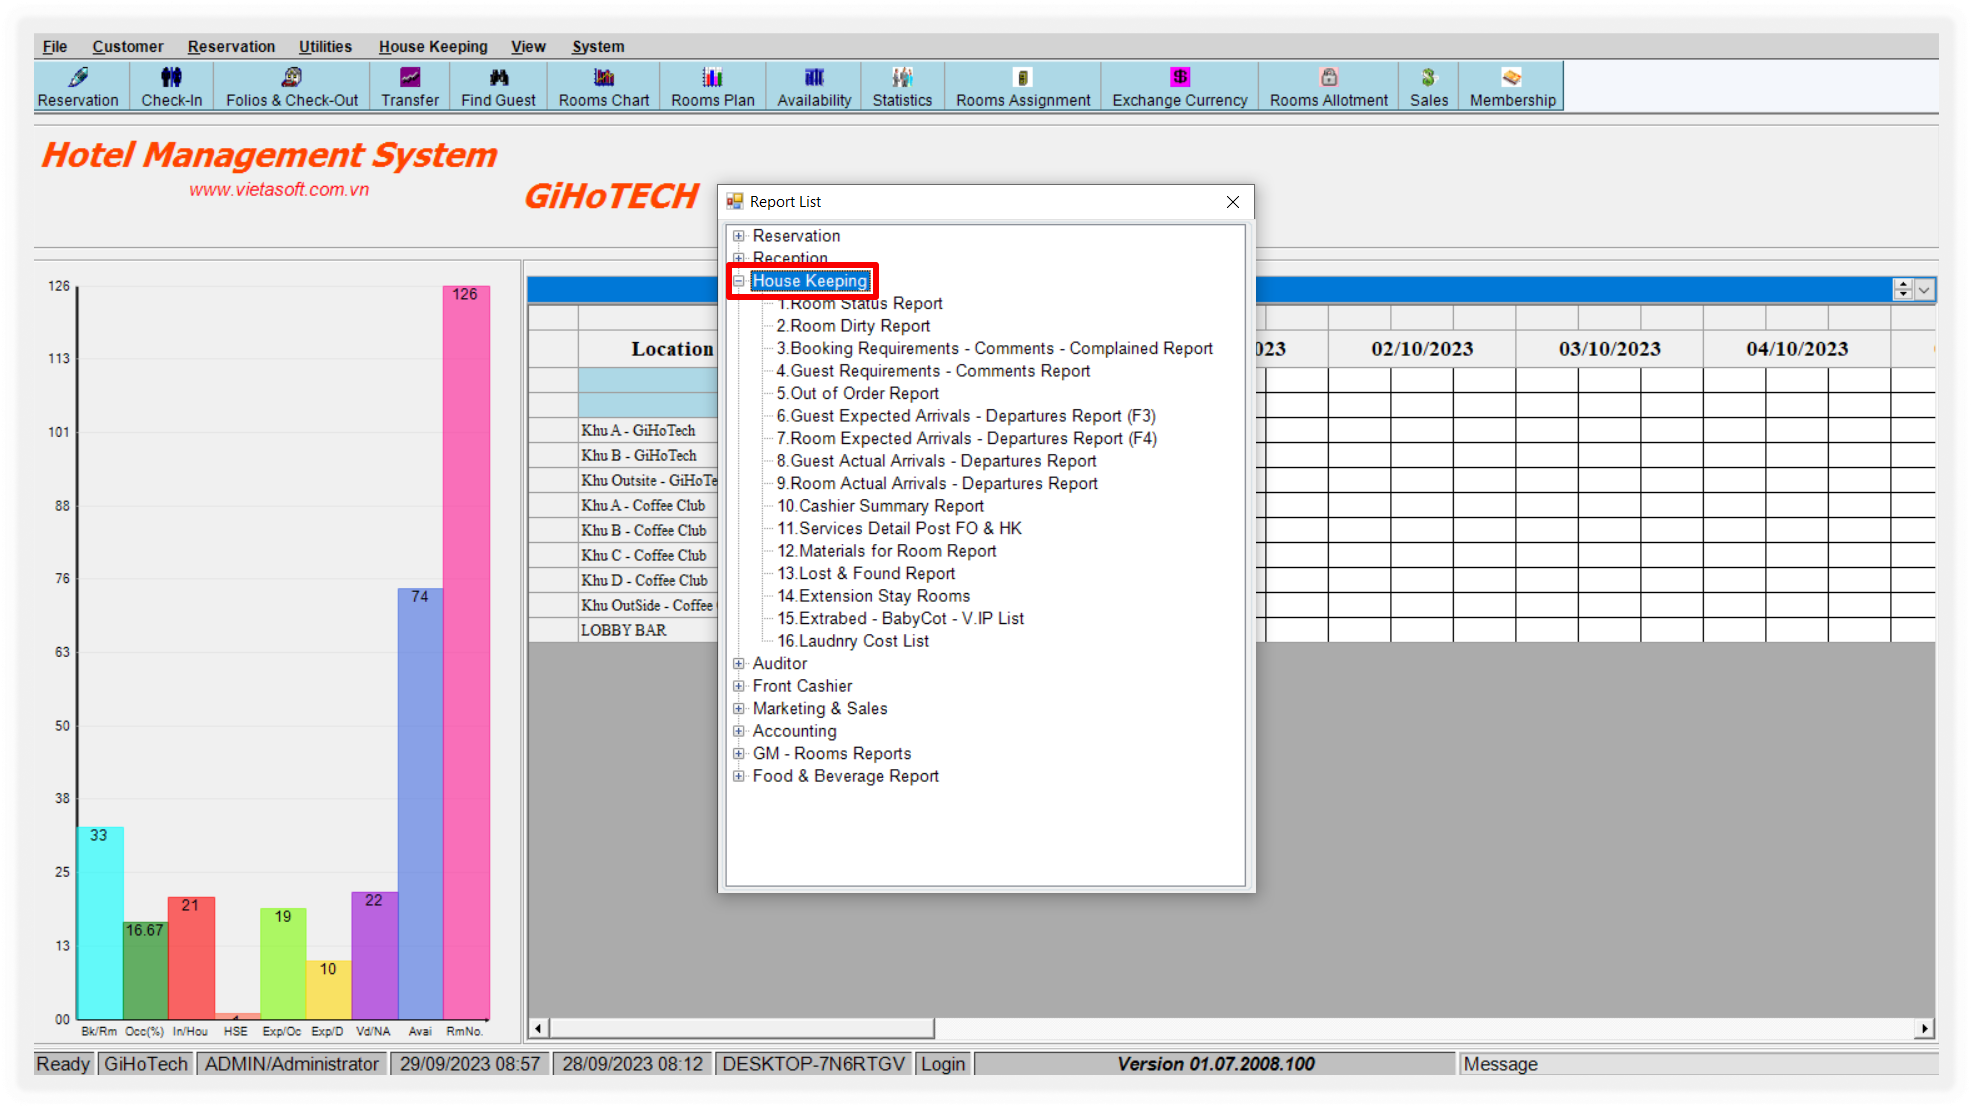 File Customer Reservation Utilities House Keeping View System
Reservation Check-In Folios & Check-Out Transfer Find Guest Rooms Chart Rooms Plan Availability Statistics Rooms Assignment Exchange Currency Rooms Allotment Sales Membership
Hotel Management System
www.vietasoft.com.vn
GiHoTECH
Report List
Reservation
Reception
House Keeping
1.Room Status Report
2.Room Dirty Report
3.Booking Requirements - Comments - Complained Report
4.Guest Requirements - Comments Report
5.Out of Order Report
6.Guest Expected Arrivals - Departures Report (F3)
7.Room Expected Arrivals - Departures Report (F4)
8.Guest Actual Arrivals - Departures Report
9.Room Actual Arrivals - Departures Report
10.Cashier Summary Report
11.Services Detail Post FO & HK
12.Materials for Room Report
13.Lost & Found Report
14.Extension Stay Rooms
15.Extrabed - BabyCot - V.IP List
16.Laudnry Cost List
Auditor
Front Cashier
Marketing & Sales
Accounting
GM - Rooms Reports
Food & Beverage Report
126
113
101
88
76
63
50
38
25
13
00
33
16.67
21
19
10
22
74
126
Bk/Rm Occ(%) In/Hou HSE Exp/Oc Exp/D Vd/NA Avai RmNo.
Location 023 02/10/2023 03/10/2023 04/10/2023
Khu A - GiHoTech
Khu B - GiHoTech
Khu Outsite - GiHoTe
Khu A - Coffee Club
Khu B - Coffee Club
Khu C - Coffee Club
Khu D - Coffee Club
Khu OutSide - Coffee
LOBBY BAR
Ready GiHoTech ADMIN/Administrator 29/09/2023 08:57 28/09/2023 08:12 DESKTOP-7N6RTGV Login Version 01.07.2008.100 Message